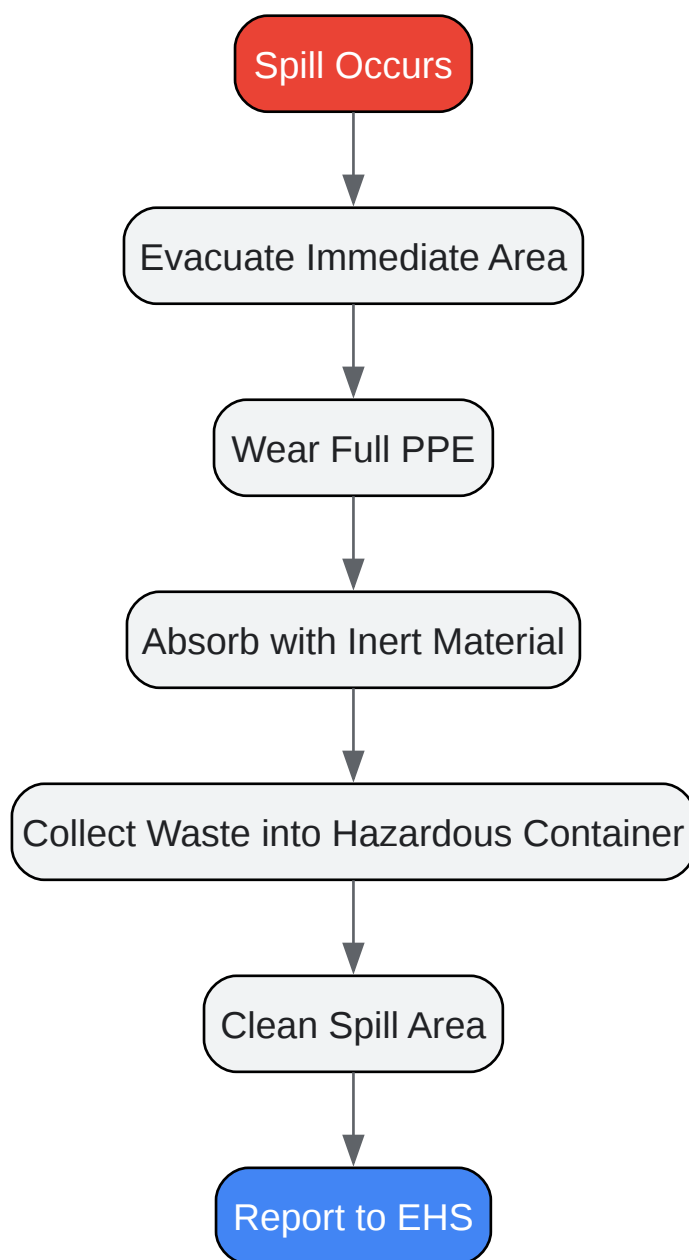 Spill Occurs
Evacuate Immediate Area
Wear Full PPE
Absorb with Inert Material
Collect Waste into Hazardous Container
Clean Spill Area
Report to EHS